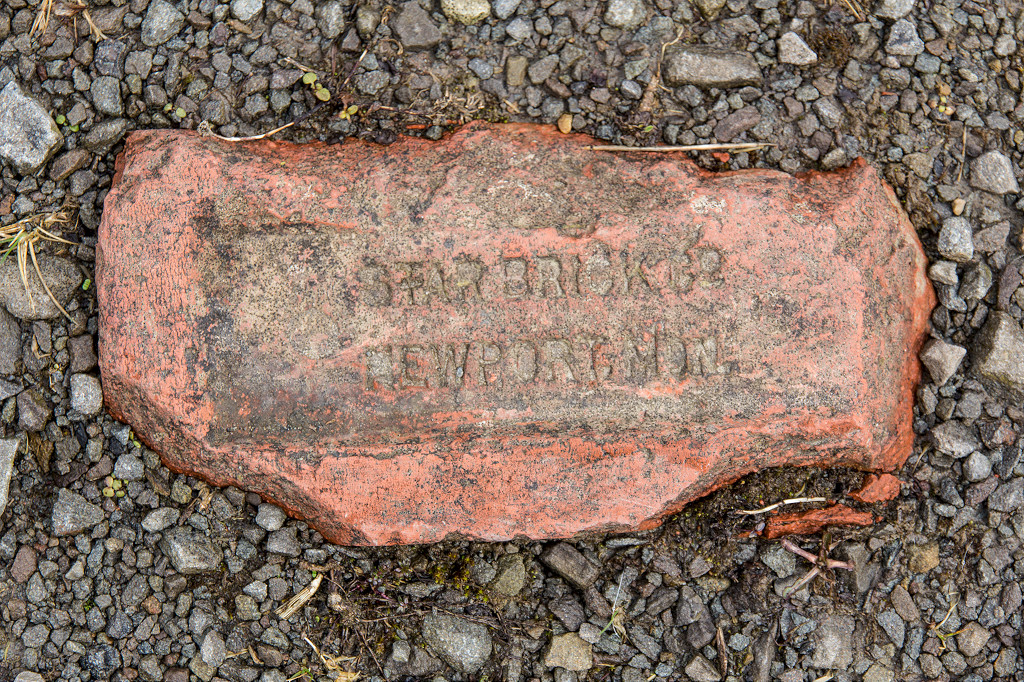 STAR BRICK Co
NEWPORT. MON.